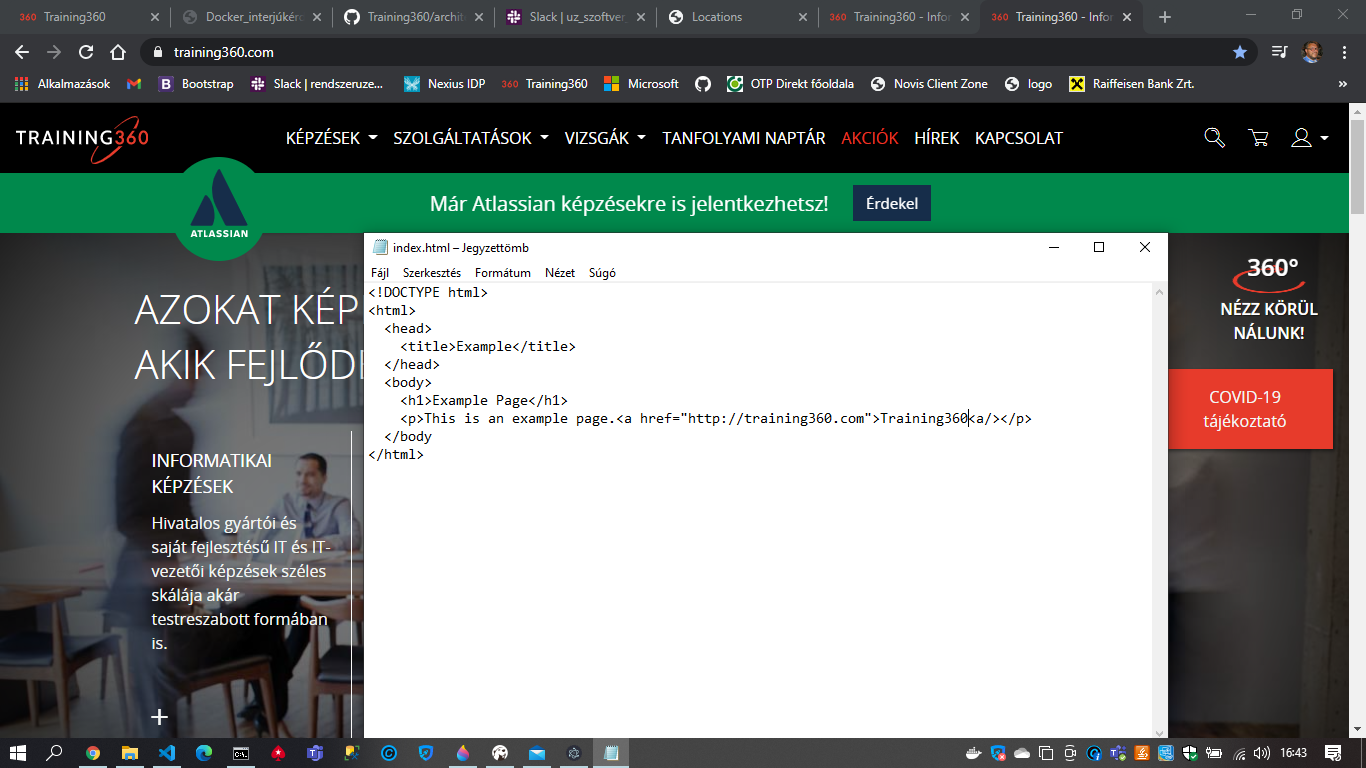 Training360
Docker_interjúkérd
Training360/archit
Slack | uz_szoftver
Locations
Training360 - Infor
Training360 - Infor
training360.com
Alkalmazások
Bootstrap
Slack | rendszeruze...
Nexius IDP
360 Training360
Microsoft
OTP Direkt főoldala
Novis Client Zone
logo
Raiffeisen Bank Zrt.
»
TRAINING360
KÉPZÉSEK
SZOLGÁLTATÁSOK
VIZSGÁK
TANFOLYAMI NAPTÁR
AKCIÓK
HÍREK
KAPCSOLAT
ATLASSIAN
Már Atlassian képzésekre is jelentkezhetsz!
Érdekel
AZOKAT KÉP
AKIK FEJLŐDN
INFORMATIKAI
KÉPZÉSEK
Hivatalos gyártói és
saját fejlesztésű IT és IT-
vezetői képzések széles
skálája akár
testreszabott formában
is.
+
index.html – Jegyzettömb
Fájl Szerkesztés Formátum Nézet Súgó
<!DOCTYPE html>
<html>
  <head>
    <title>Example</title>
  </head>
  <body>
    <h1>Example Page</h1>
    <p>This is an example page.<a href="http://training360.com">Training360<a/></p>
  </body
</html>
360°
NÉZZ KÖRÜL
NÁLUNK!
COVID-19
tájékoztató
16:43